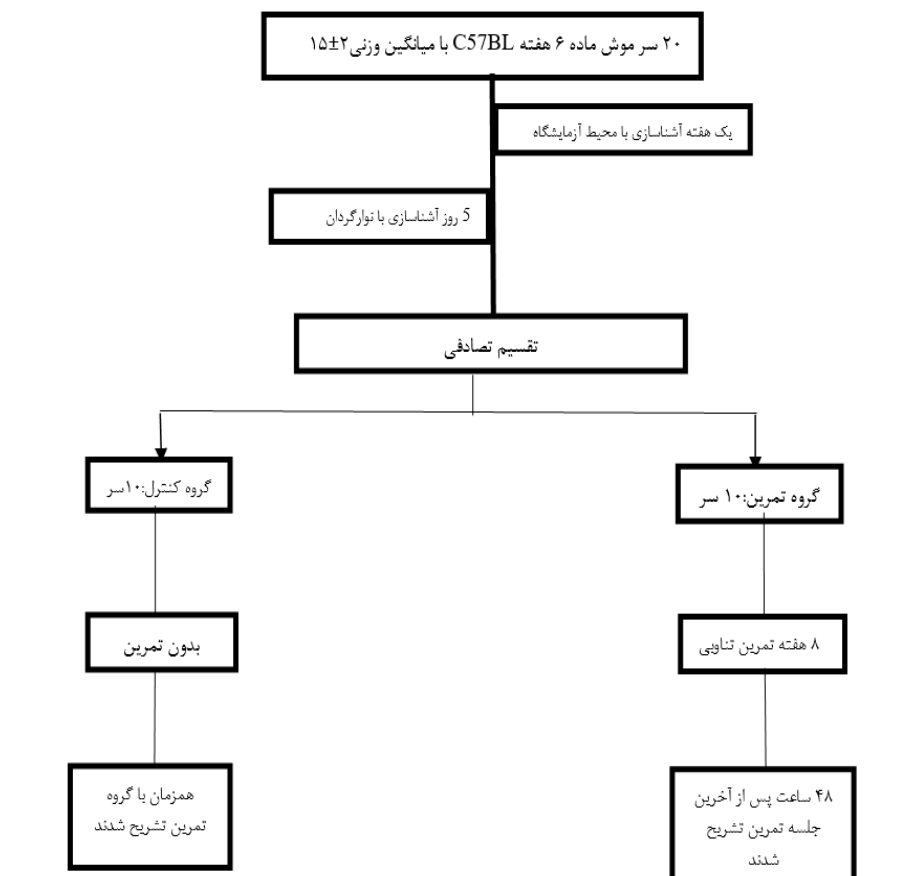 ۲۰ سر موش ماده ۶ هفته C57BL با میانگین وزنی ۱۵±۲
یک هفته آشناسازی با محیط آزمایشگاه
5 روز آشناسازی با نوارگردان
تقسیم تصادفی
گروه تمرین:۱۰ سر
گروه کنترل:۱۰سر
۸ هفته تمرین تناوبی
بدون تمرین
۴۸ ساعت پس از آخرین
جلسه تمرین تشریح
شدند
همزمان با گروه
تمرین تشریح شدند